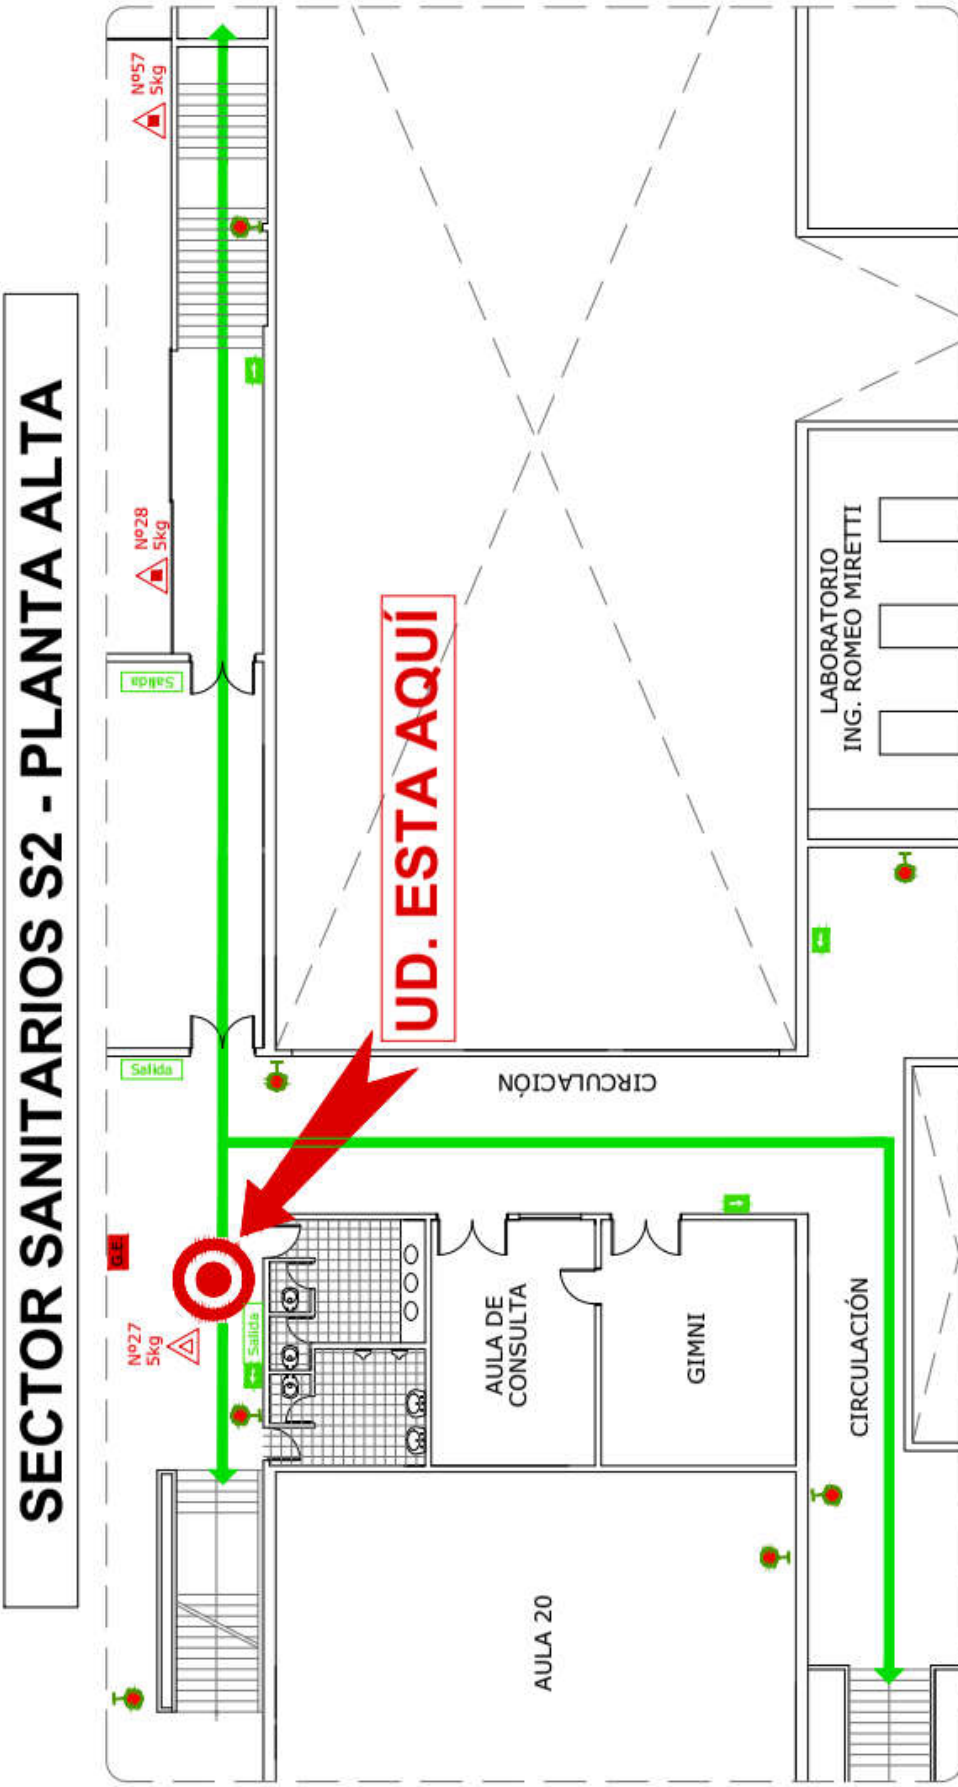 SECTOR SANITARIOS S2 - PLANTA ALTA
Nº27
5kg
G.E.
Salida
Salida
Nº28
5kg
Salida
Nº57
5kg
UD. ESTA AQUÍ
CIRCULACIÓN
AULA DE
CONSULTA
GIMNI
AULA 20
CIRCULACIÓN
LABORATORIO
ING. ROMEO MIRETTI